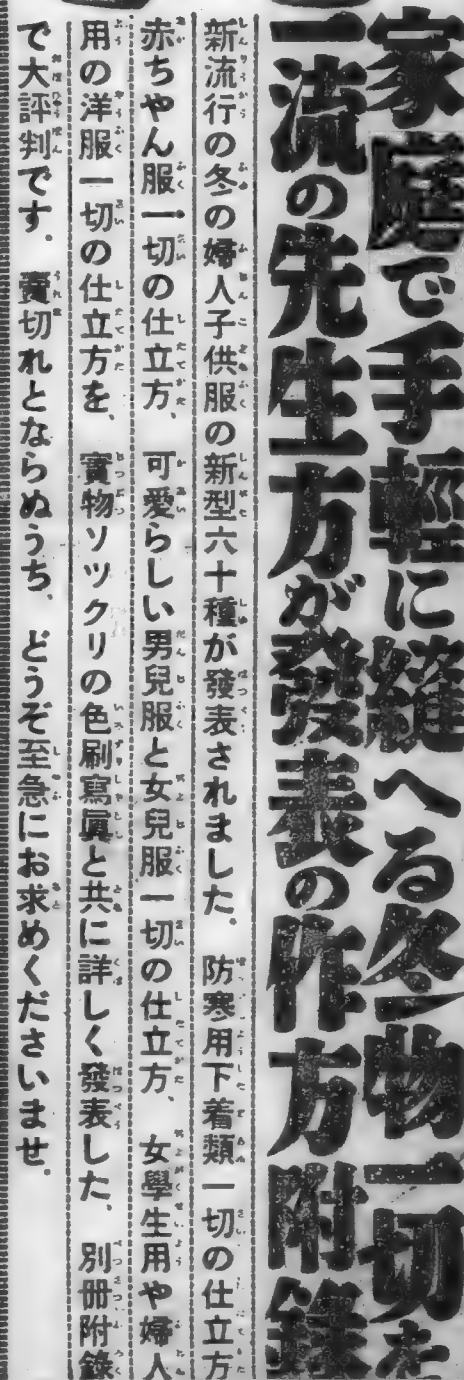 家庭で手輕に縫へる冬物一切を
一流の先生方が發表の作方附錄
新流行の冬の婦人子供服の新型六十種が發表されました。防寒用下着類一切の仕立方
赤ちやん服一切の仕立方、可愛らしい男兒服と女兒服一切の仕立方、女學生用や婦人
用の洋服一切の仕立方を、實物ソツクリの色刷寫眞と共に詳しく發表した、別册附錄
で大評判です。賣切れとならぬうち、どうぞ至急にお求めくださいませ。